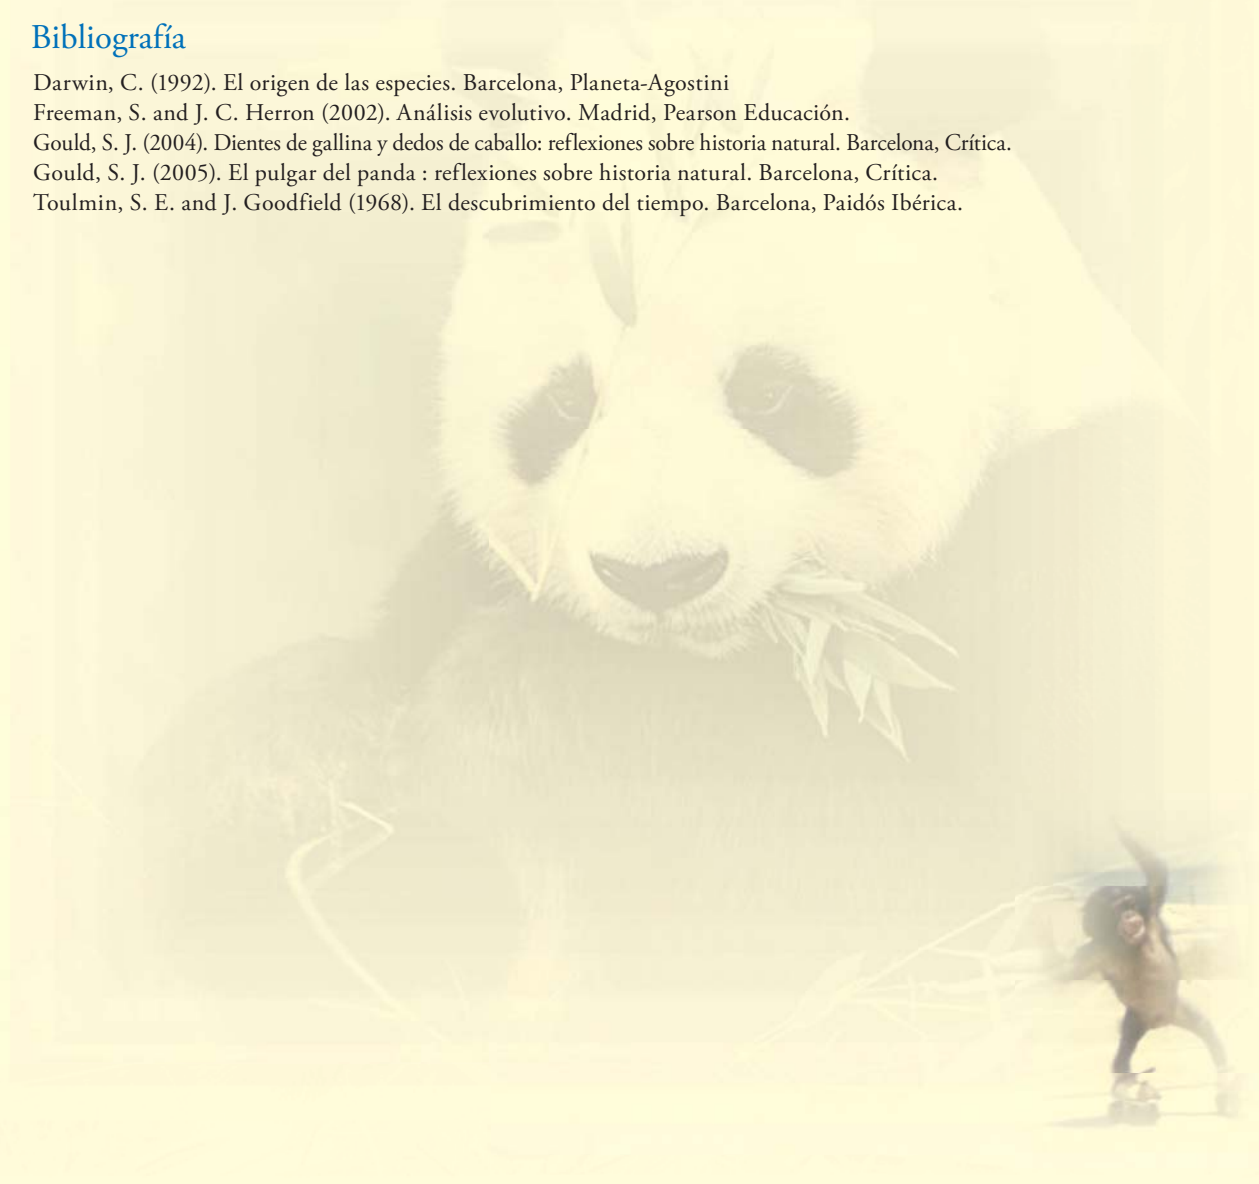 Bibliografía
Darwin, C. (1992). El origen de las especies. Barcelona, Planeta-Agostini
Freeman, S. and J. C. Herron (2002). Análisis evolutivo. Madrid, Pearson Educación.
Gould, S. J. (2004). Dientes de gallina y dedos de caballo: reflexiones sobre historia natural. Barcelona, Crítica.
Gould, S. J. (2005). El pulgar del panda : reflexiones sobre historia natural. Barcelona, Crítica.
Toulmin, S. E. and J. Goodfield (1968). El descubrimiento del tiempo. Barcelona, Paidós Ibérica.